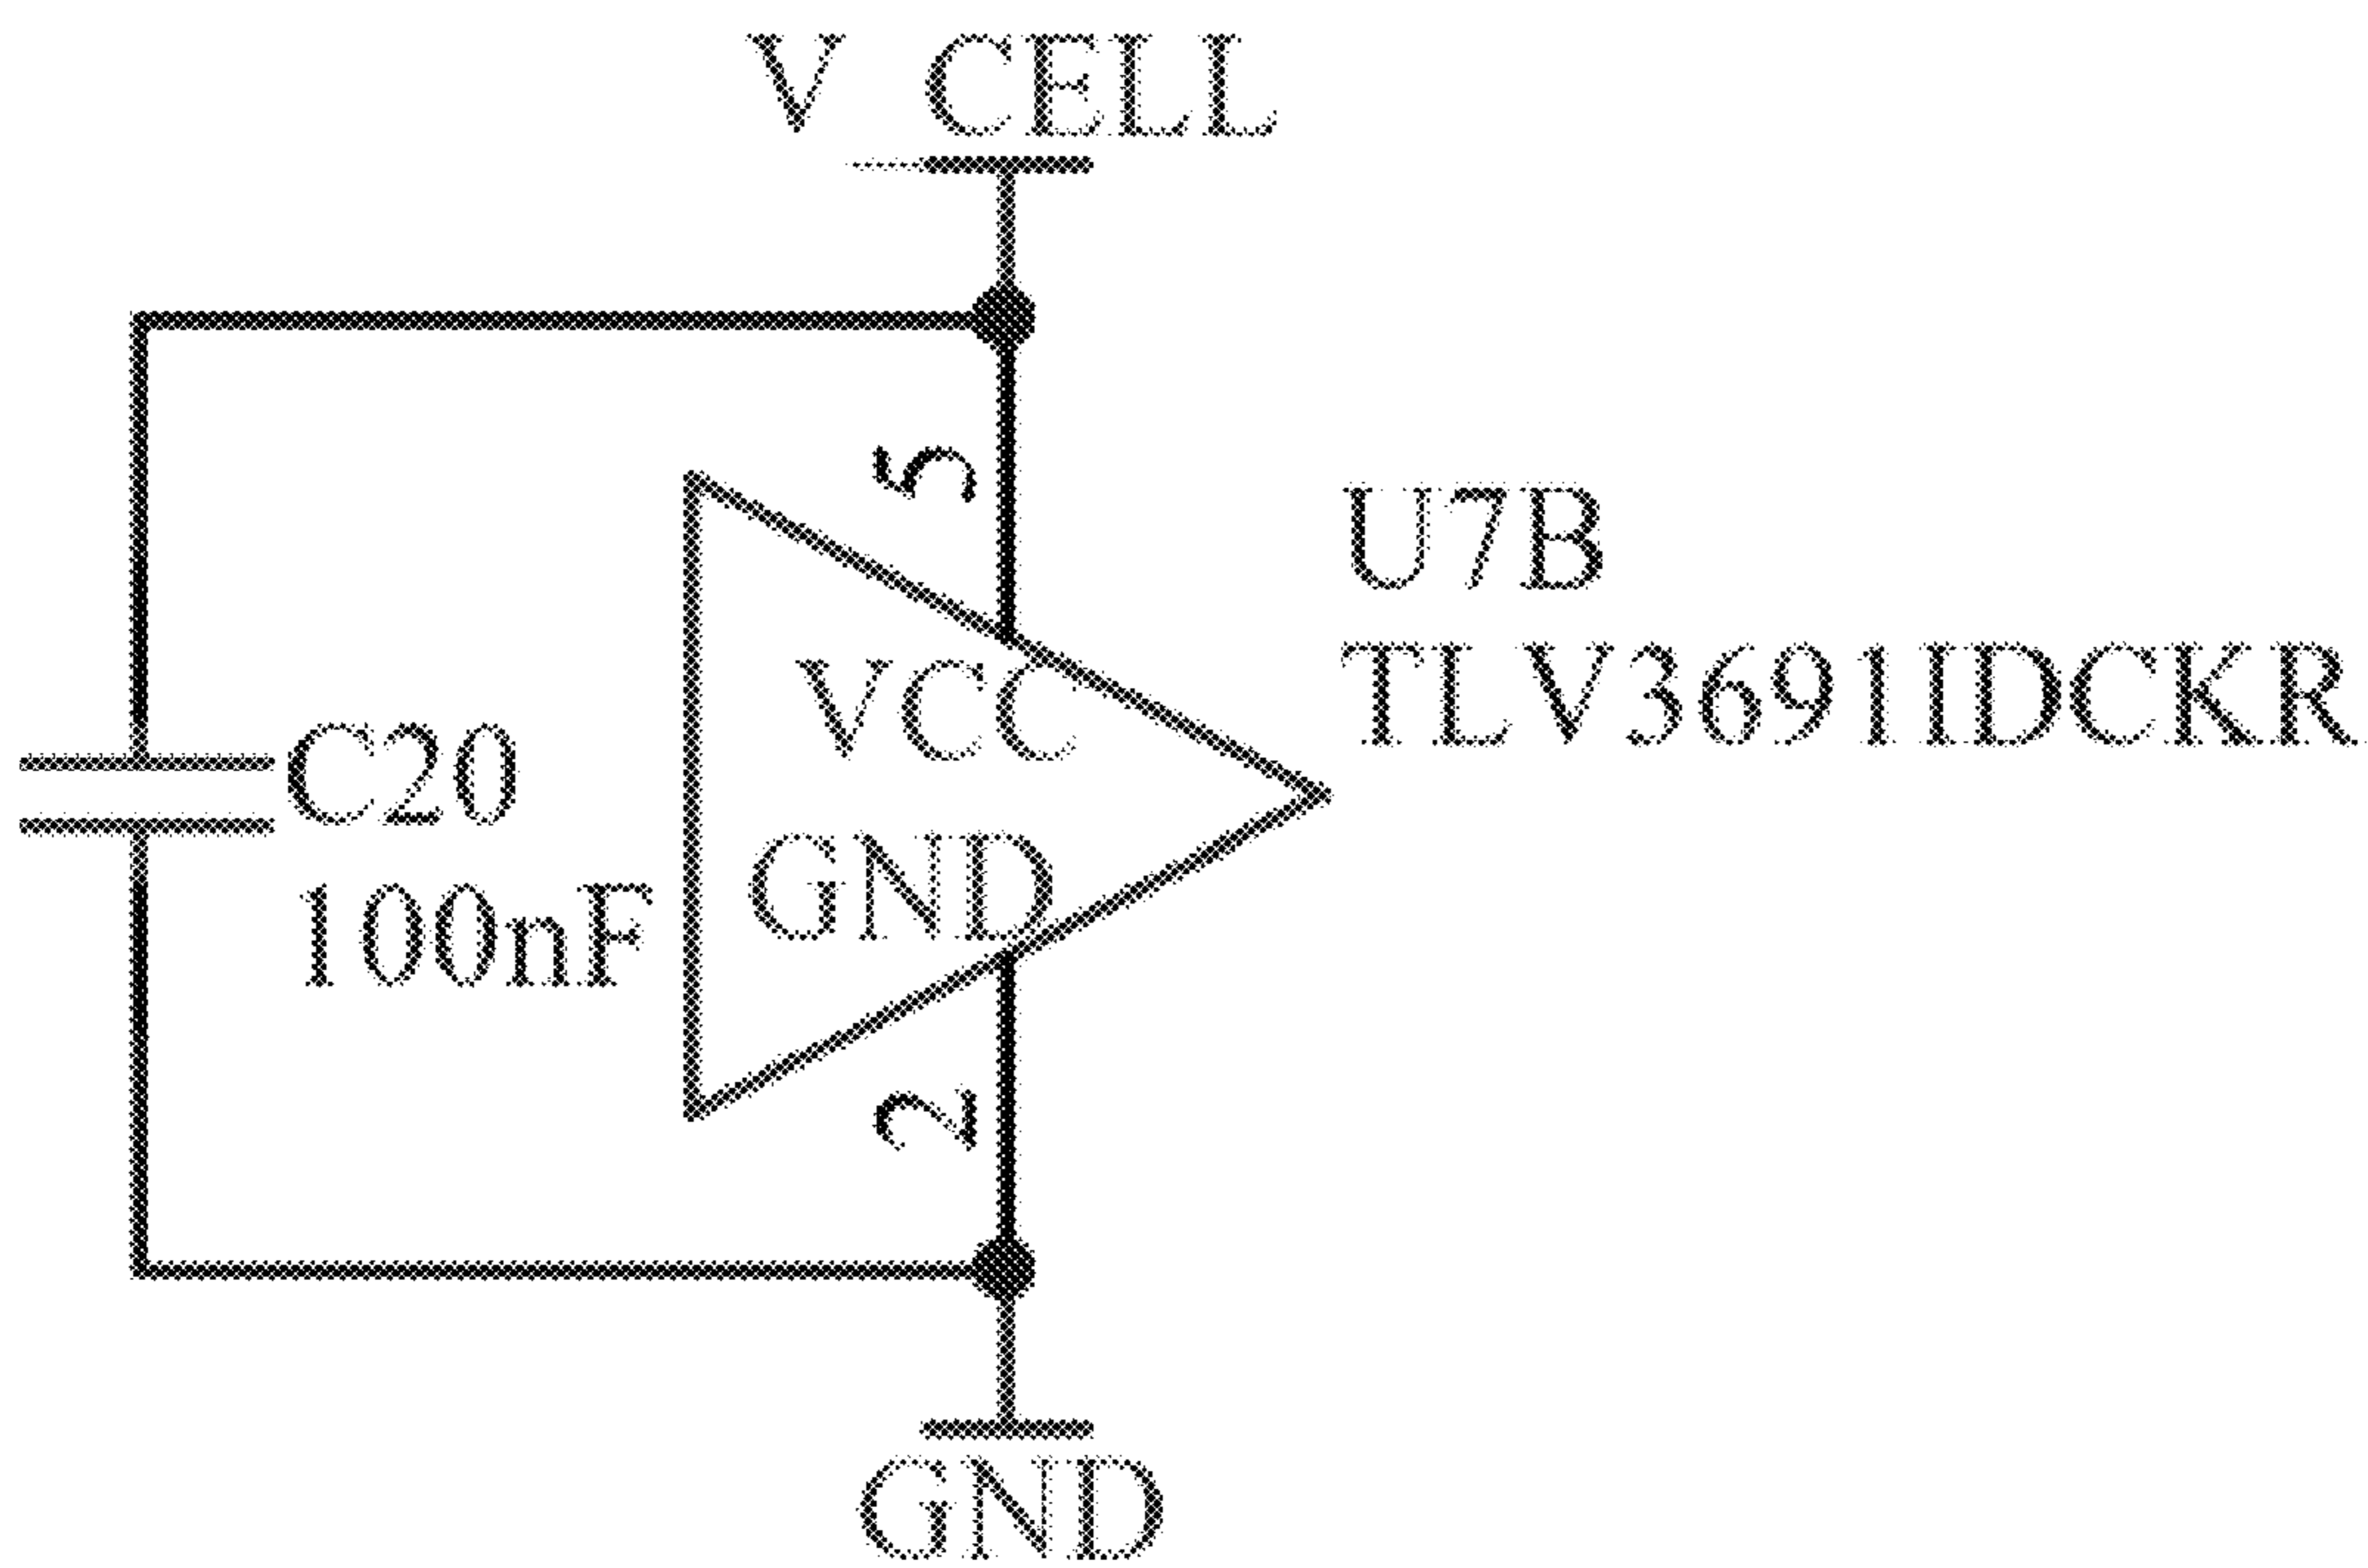 V_CELL
5
U7B
TLV3691IDCKR
VCC
C20
GND
100nF
2
GND